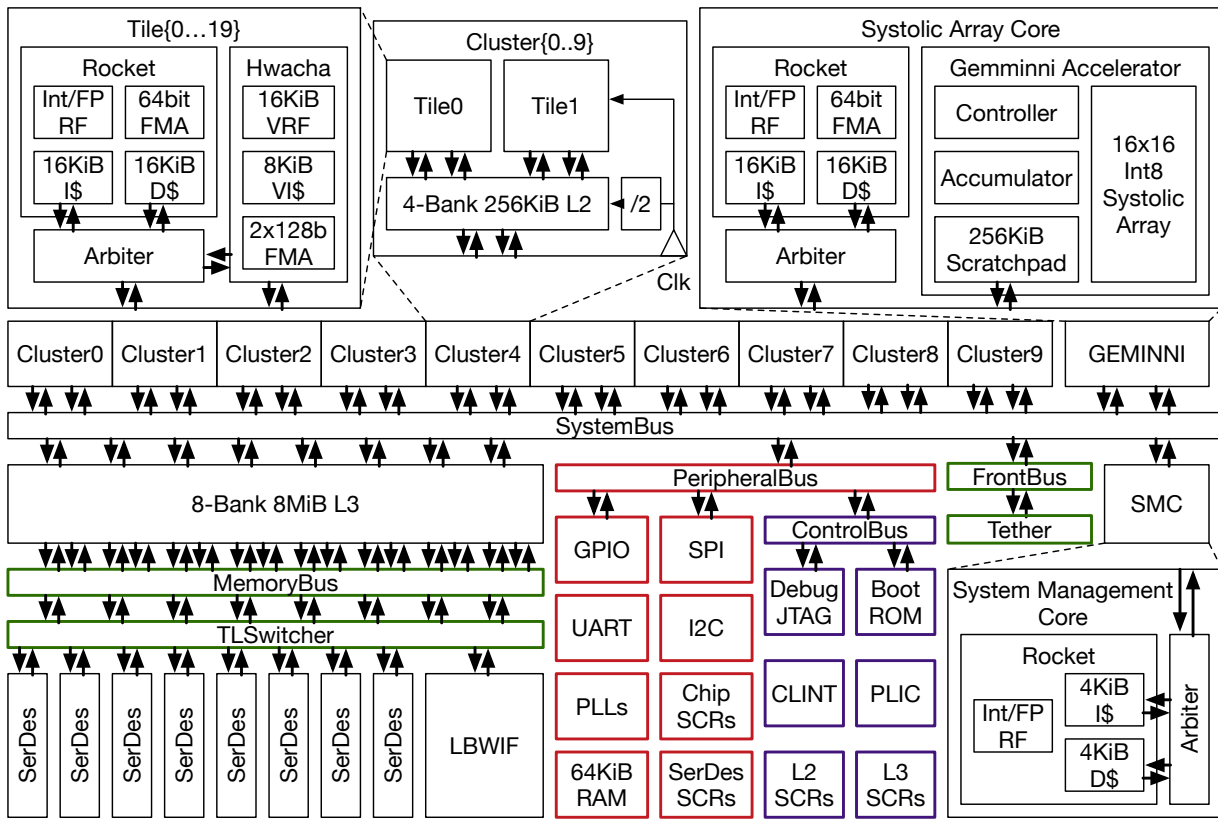 Tile{0...19}
Rocket
Int/FP
RF
64bit
FMA
16KiB
I$
16KiB
D$
Arbiter
Hwacha
16KiB
VRF
8KiB
VI$
2x128b
FMA
Cluster{0..9}
Tile0
Tile1
4-Bank 256KiB L2
/2
Clk
Systolic Array Core
Rocket
Int/FP
RF
64bit
FMA
16KiB
I$
16KiB
D$
Arbiter
Gemminni Accelerator
Controller
Accumulator
256KiB
Scratchpad
16x16
Int8
Systolic
Array
Cluster0
Cluster1
Cluster2
Cluster3
Cluster4
Cluster5
Cluster6
Cluster7
Cluster8
Cluster9
GEMINNI
SystemBus
8-Bank 8MiB L3
MemoryBus
TLSwitcher
SerDes
SerDes
SerDes
SerDes
SerDes
SerDes
SerDes
SerDes
LBWIF
PeripheralBus
GPIO
SPI
UART
I2C
PLLs
Chip
SCRs
64KiB
RAM
SerDes
SCRs
ControlBus
Debug
JTAG
Boot
ROM
CLINT
PLIC
L2
SCRs
L3
SCRs
FrontBus
Tether
SMC
System Management
Core
Rocket
Int/FP
RF
4KiB
I$
4KiB
D$
Arbiter